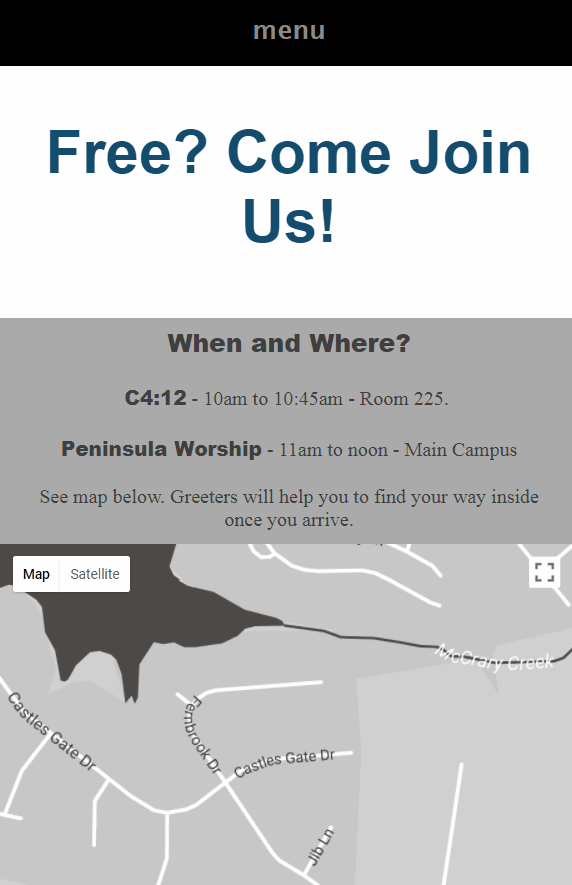 menu
Free? Come Join
Us!
When and Where?
C4:12 - 10am to 10:45am - Room 225.
Peninsula Worship - 11am to noon - Main Campus
See map below. Greeters will help you to find your way inside
once you arrive.
Map Satellite
McCrary Creek
Castles Gate Dr
Fernbrook Dr
Castles Gate Dr
Jib Ln